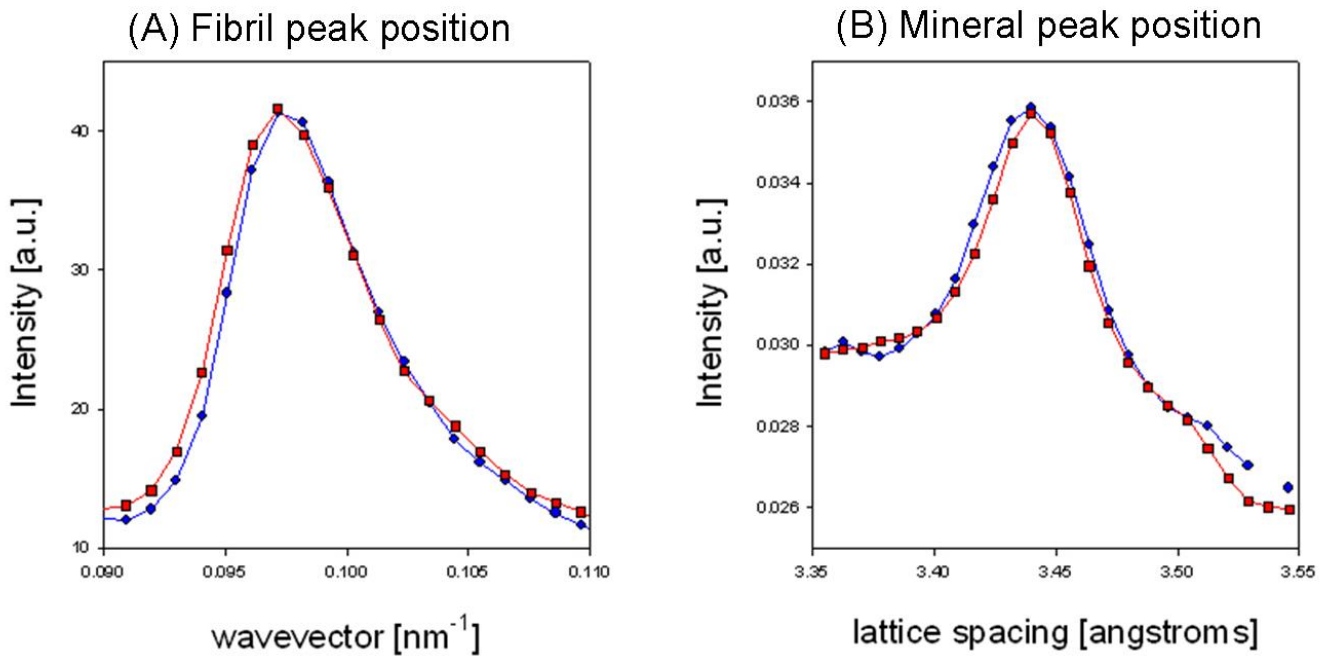 (A) Fibril peak position
Intensity [a.u.]
40
30
20
10
0.090 0.095 0.100 0.105 0.110
wavevector [nm⁻¹]
(B) Mineral peak position
Intensity [a.u.]
0.036
0.034
0.032
0.030
0.028
0.026
3.35 3.40 3.45 3.50 3.55
lattice spacing [angstroms]